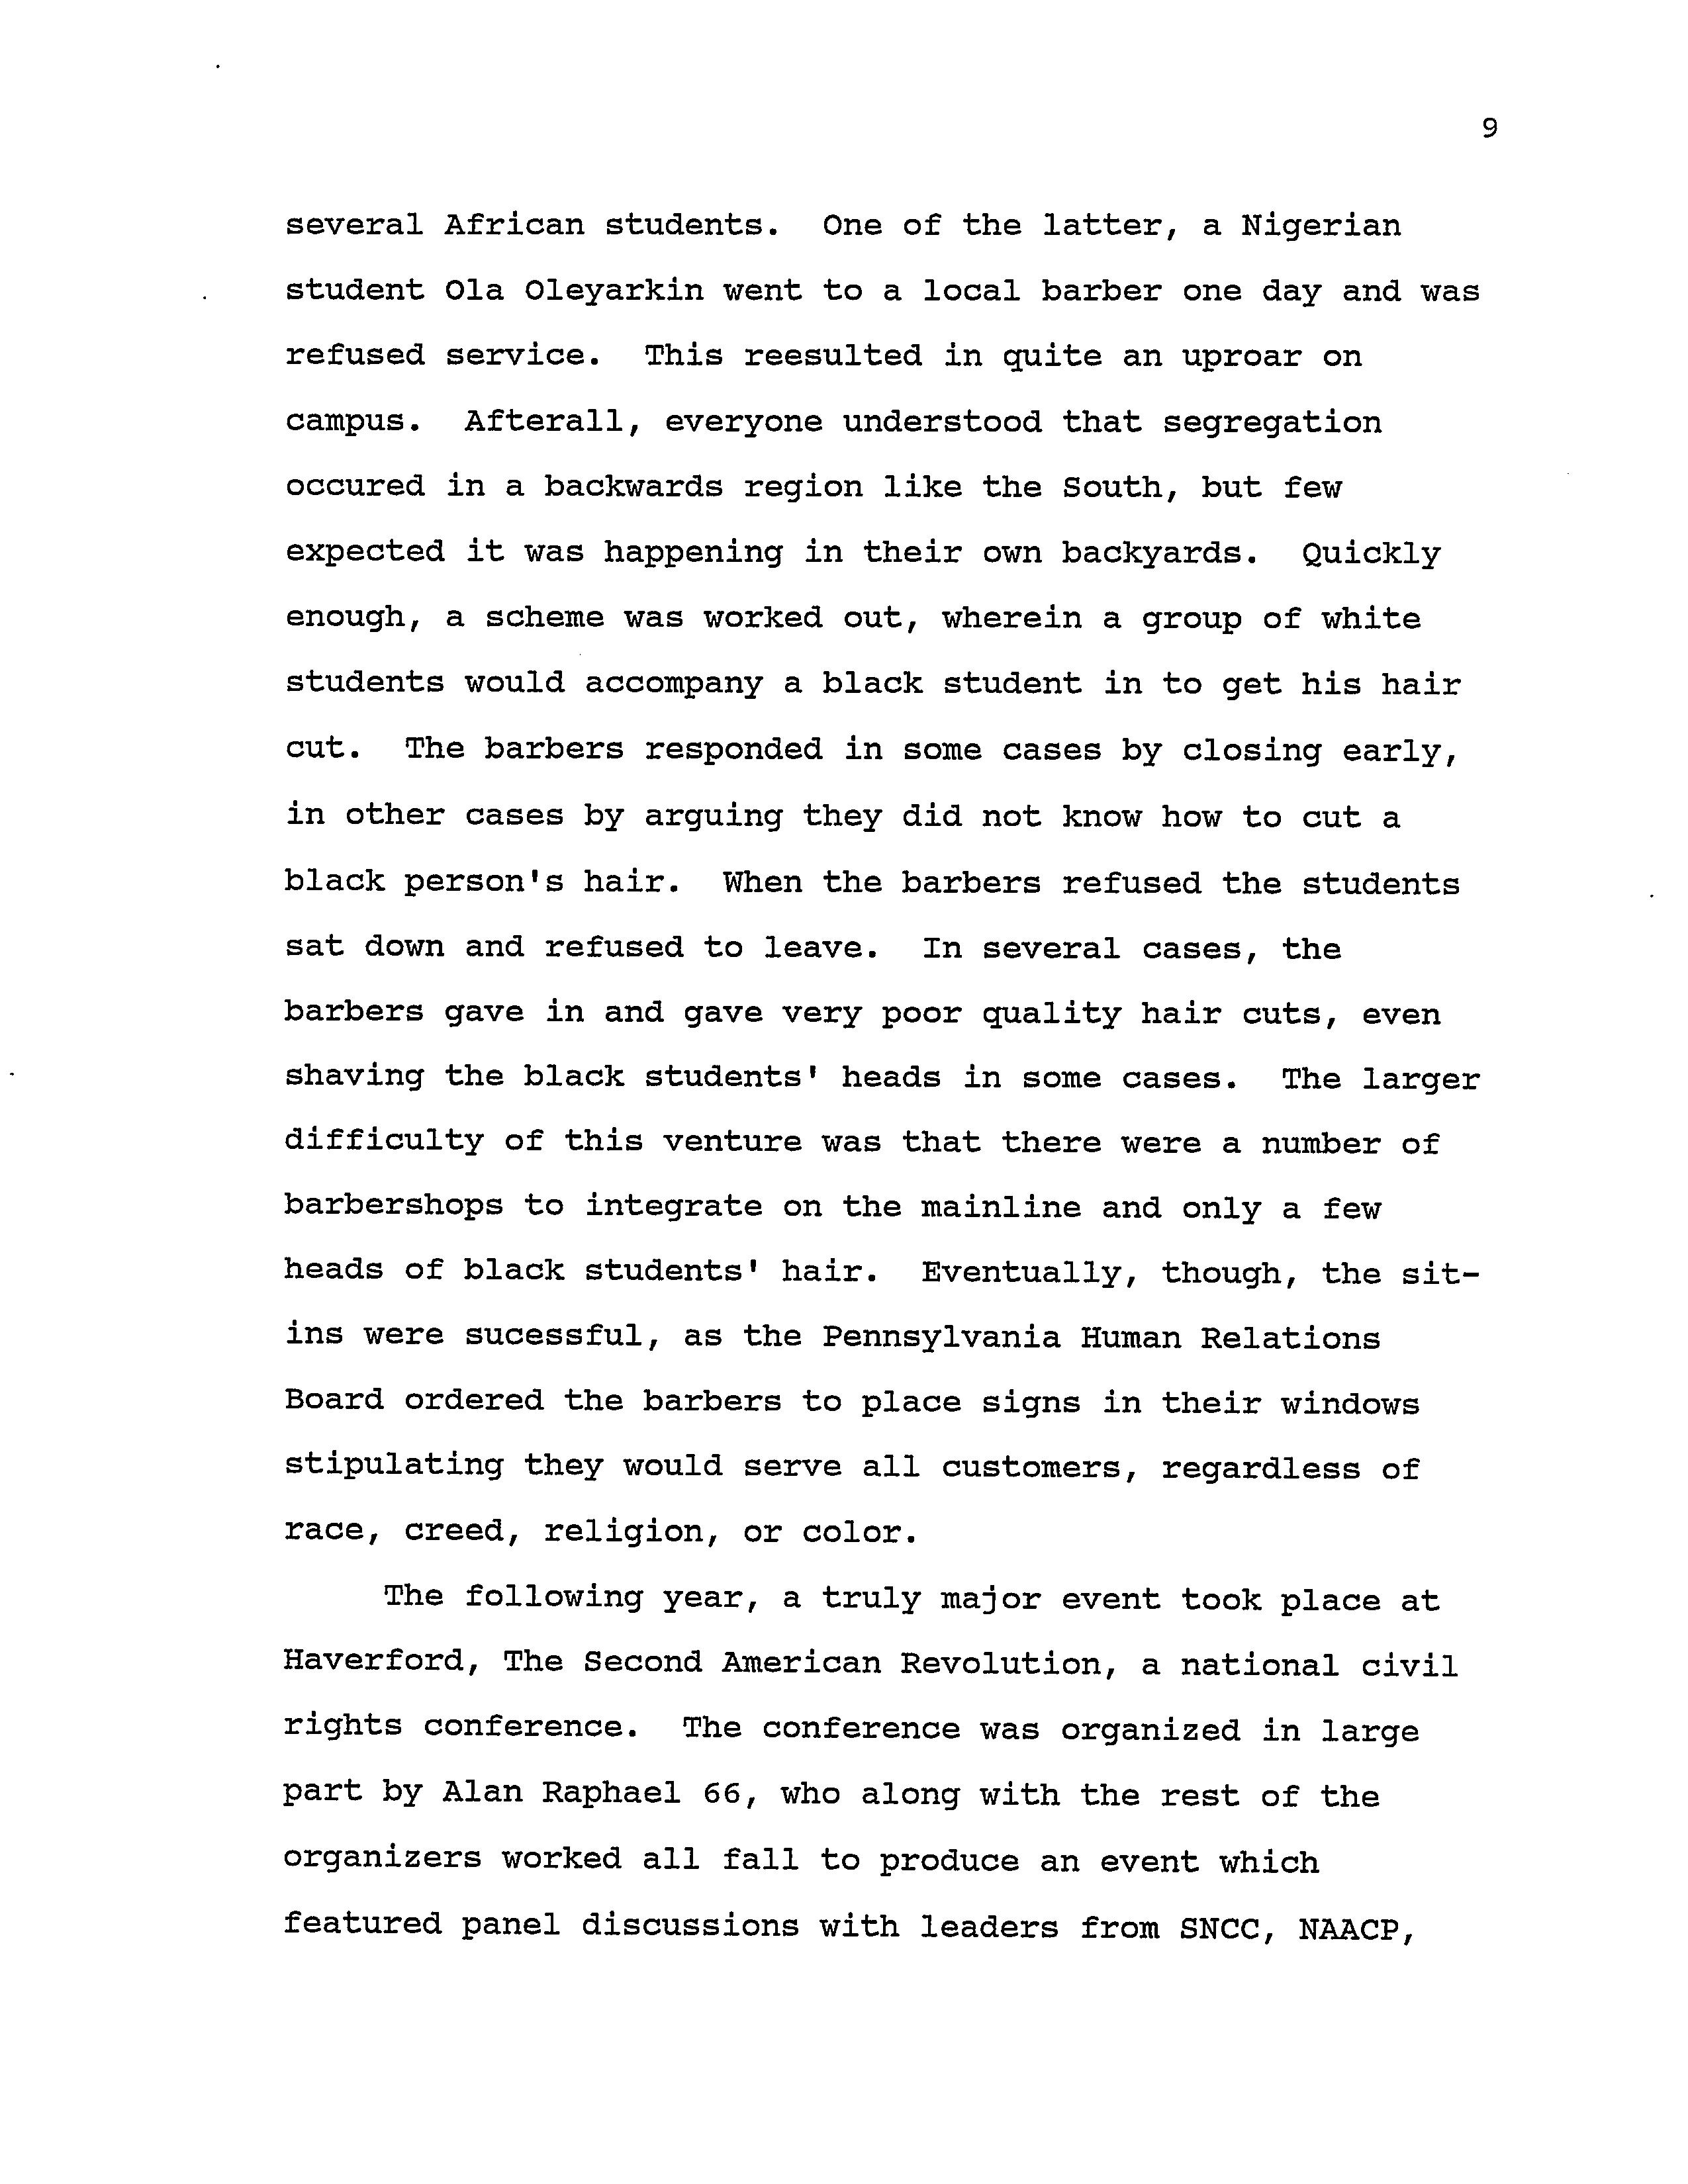 9
several African students.  One of the latter, a Nigerian
student Ola Oleyarkin went to a local barber one day and was
refused service.  This reesulted in quite an uproar on
campus.  Afterall, everyone understood that segregation
occured in a backwards region like the South, but few
expected it was happening in their own backyards.  Quickly
enough, a scheme was worked out, wherein a group of white
students would accompany a black student in to get his hair
cut.  The barbers responded in some cases by closing early,
in other cases by arguing they did not know how to cut a
black person's hair.  When the barbers refused the students
sat down and refused to leave.  In several cases, the
barbers gave in and gave very poor quality hair cuts, even
shaving the black students' heads in some cases.  The larger
difficulty of this venture was that there were a number of
barbershops to integrate on the mainline and only a few
heads of black students' hair.  Eventually, though, the sit-
ins were sucessful, as the Pennsylvania Human Relations
Board ordered the barbers to place signs in their windows
stipulating they would serve all customers, regardless of
race, creed, religion, or color.
The following year, a truly major event took place at
Haverford, The Second American Revolution, a national civil
rights conference.  The conference was organized in large
part by Alan Raphael 66, who along with the rest of the
organizers worked all fall to produce an event which
featured panel discussions with leaders from SNCC, NAACP,